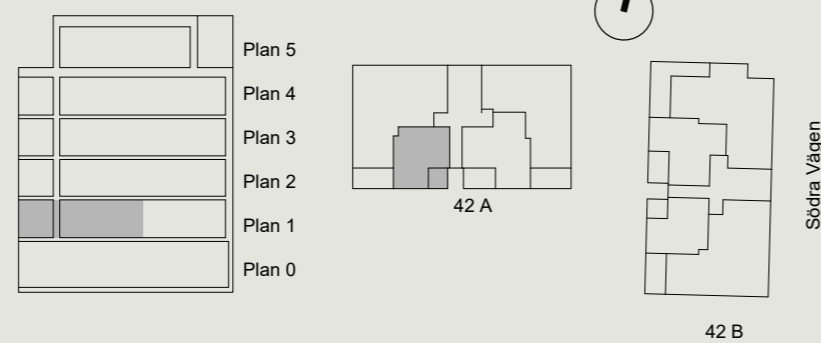 Plan 5
Plan 4
Plan 3
Plan 2
Plan 1
Plan 0
42 A
42 B
Södra Vägen